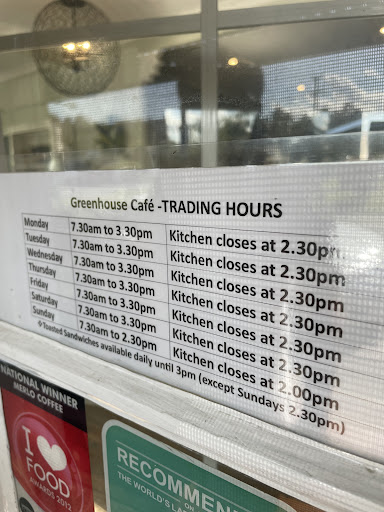 Greenhouse Café -TRADING HOURS
Monday 7.30am to 3.30pm Kitchen closes at 2.30pm
Tuesday 7.30am to 3.30pm Kitchen closes at 2.30pm
Wednesday 7.30am to 3.30pm Kitchen closes at 2.30pm
Thursday 7.30am to 3.30pm Kitchen closes at 2.30pm
Friday 7.30am to 3.30pm Kitchen closes at 2.30pm
Saturday 7.30am to 3.30pm Kitchen closes at 2.30pm
Sunday 7.30am to 2.30pm Kitchen closes at 2.00pm
Toasted Sandwiches available daily until 3pm (except Sundays 2.30pm)
NATIONAL WINNER
MERLO COFFEE
I
FOOD
AWARDS 2012
RECOMMEN
ON
THE WORLD'S LA